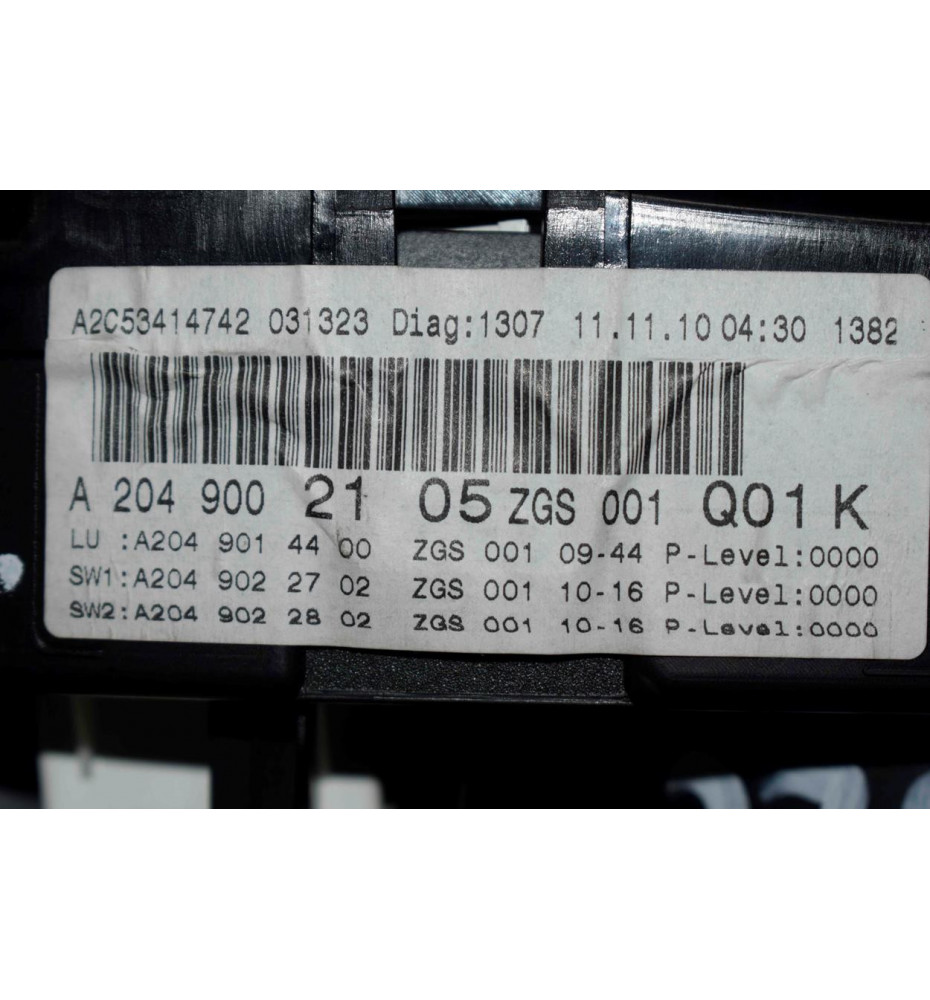 A2C53414742 031323 Diag:1307 11.11.10 04:30 1382
A 204 900 21 05 ZGS 001 Q01 K
LU :A204 901 44 00 ZGS 001 09-44 P-Level:0000
SW1:A204 902 27 02 ZGS 001 10-16 P-Level:0000
SW2:A204 902 28 02 ZGS 001 10-16 P-Level:0000